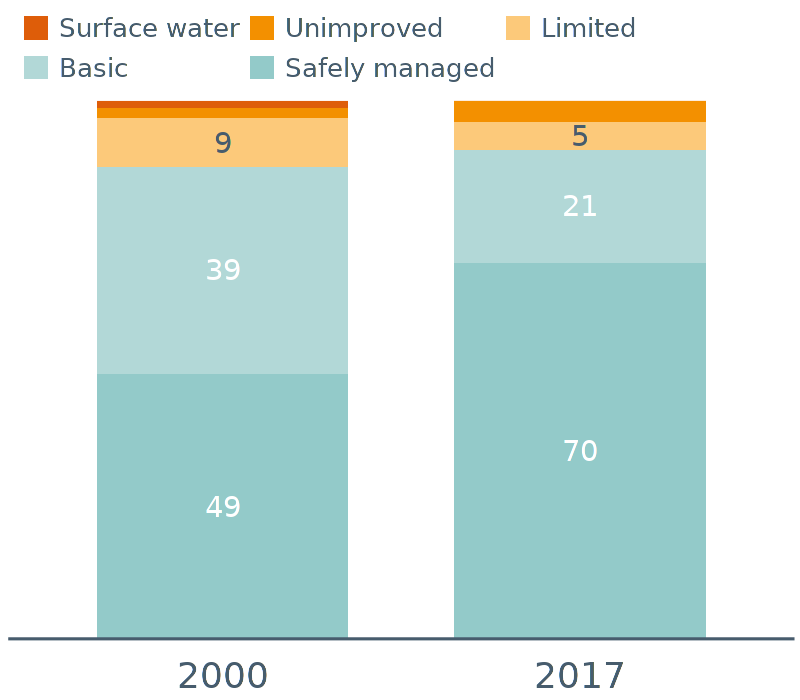 Surface water Unimproved Limited
Basic Safely managed
9 5
39 21
49 70
2000 2017